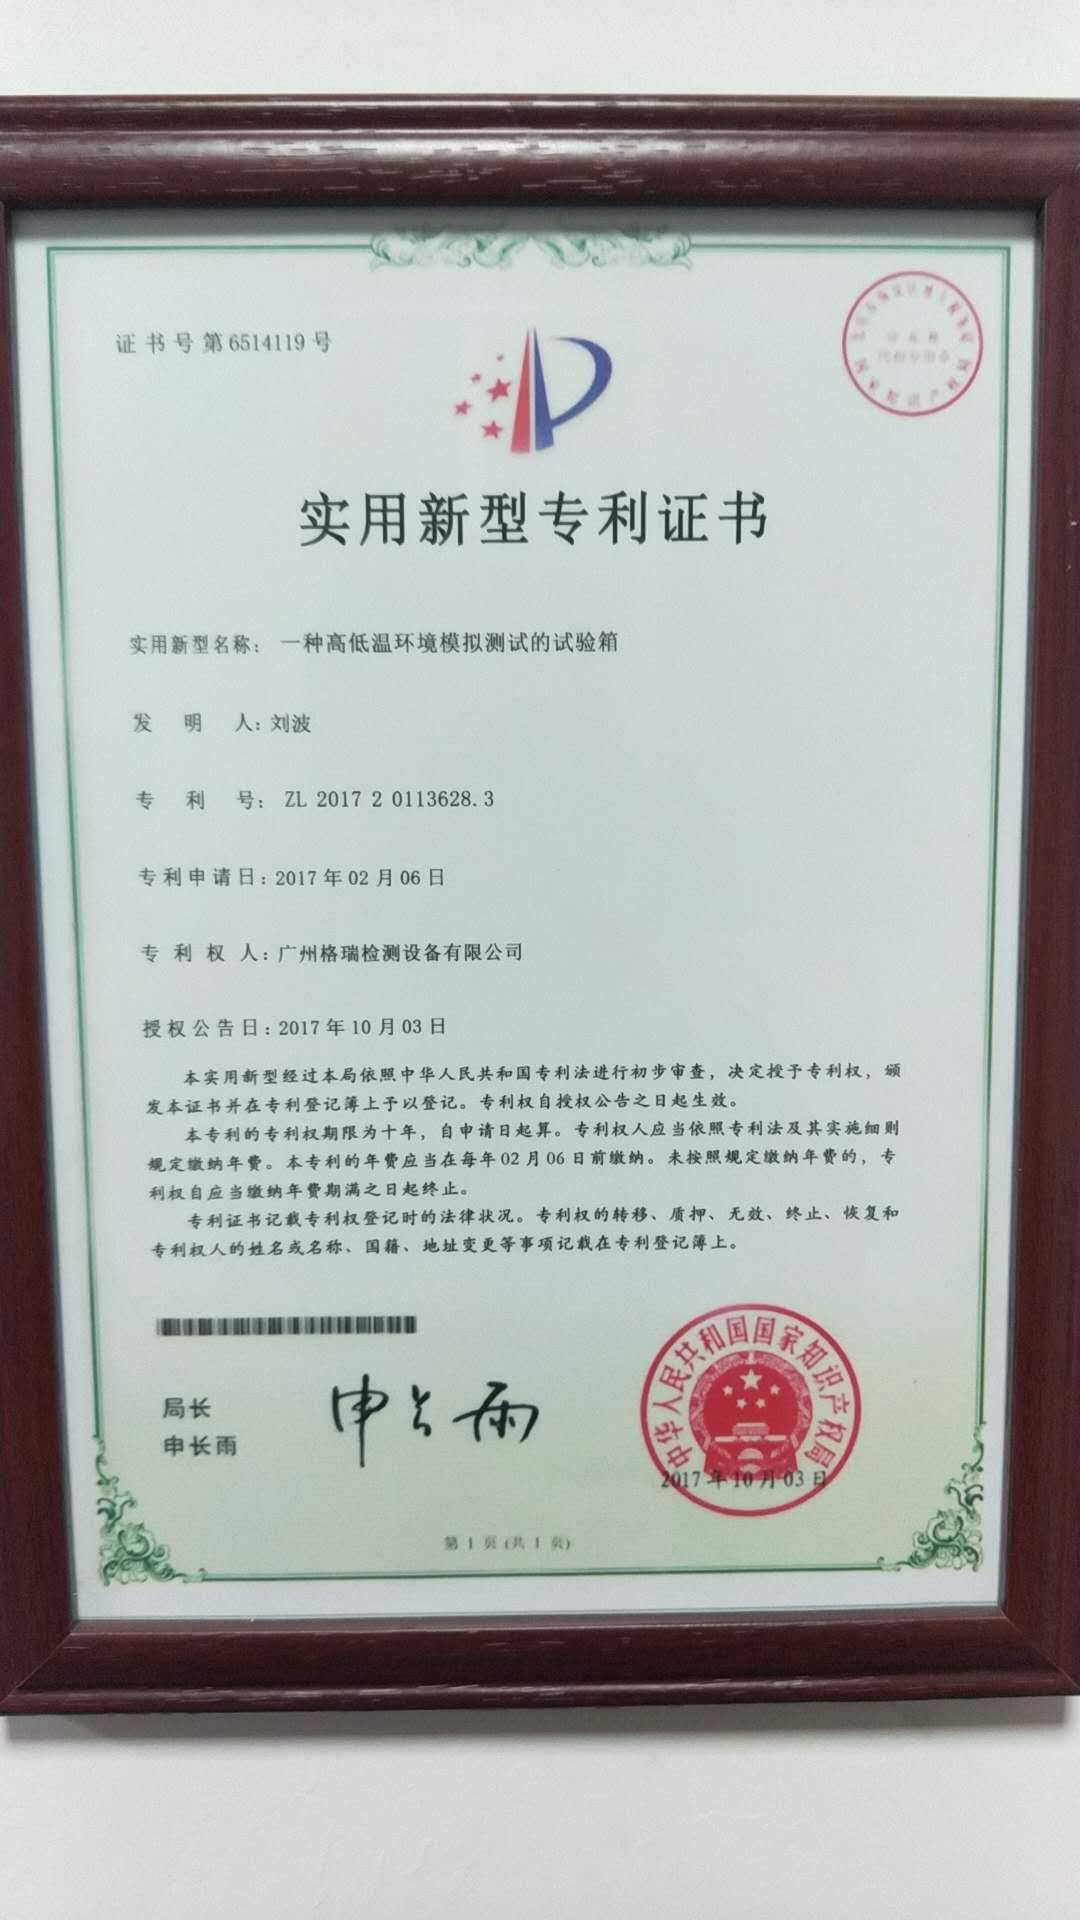 证书号第6514119号
实用新型专利证书
实用新型名称：一种高低温环境模拟测试的试验箱
发明人：刘波
专利号：ZL 2017 2 0113628.3
专利申请日：2017年02月06日
专利权人：广州格瑞检测设备有限公司
授权公告日：2017年10月03日
本实用新型经过本局依照中华人民共和国专利法进行初步审查，决定授予专利权，颁
发本证书并在专利登记簿上予以登记。专利权自授权公告之日起生效。
本专利的专利权期限为十年，自申请日起算。专利权人应当依照专利法及其实施细则
规定缴纳年费。本专利的年费应当在每年02月06日前缴纳。未按照规定缴纳年费的，专
利权自应当缴纳年费期满之日起终止。
专利证书记载专利权登记时的法律状况。专利权的转移、质押、无效、终止、恢复和
专利权人的姓名或名称、国籍、地址变更等事项记载在专利登记簿上。
局长
申长雨
申长雨
中华人民共和国国家知识产权局
2017年10月03日
第1页(共1页)